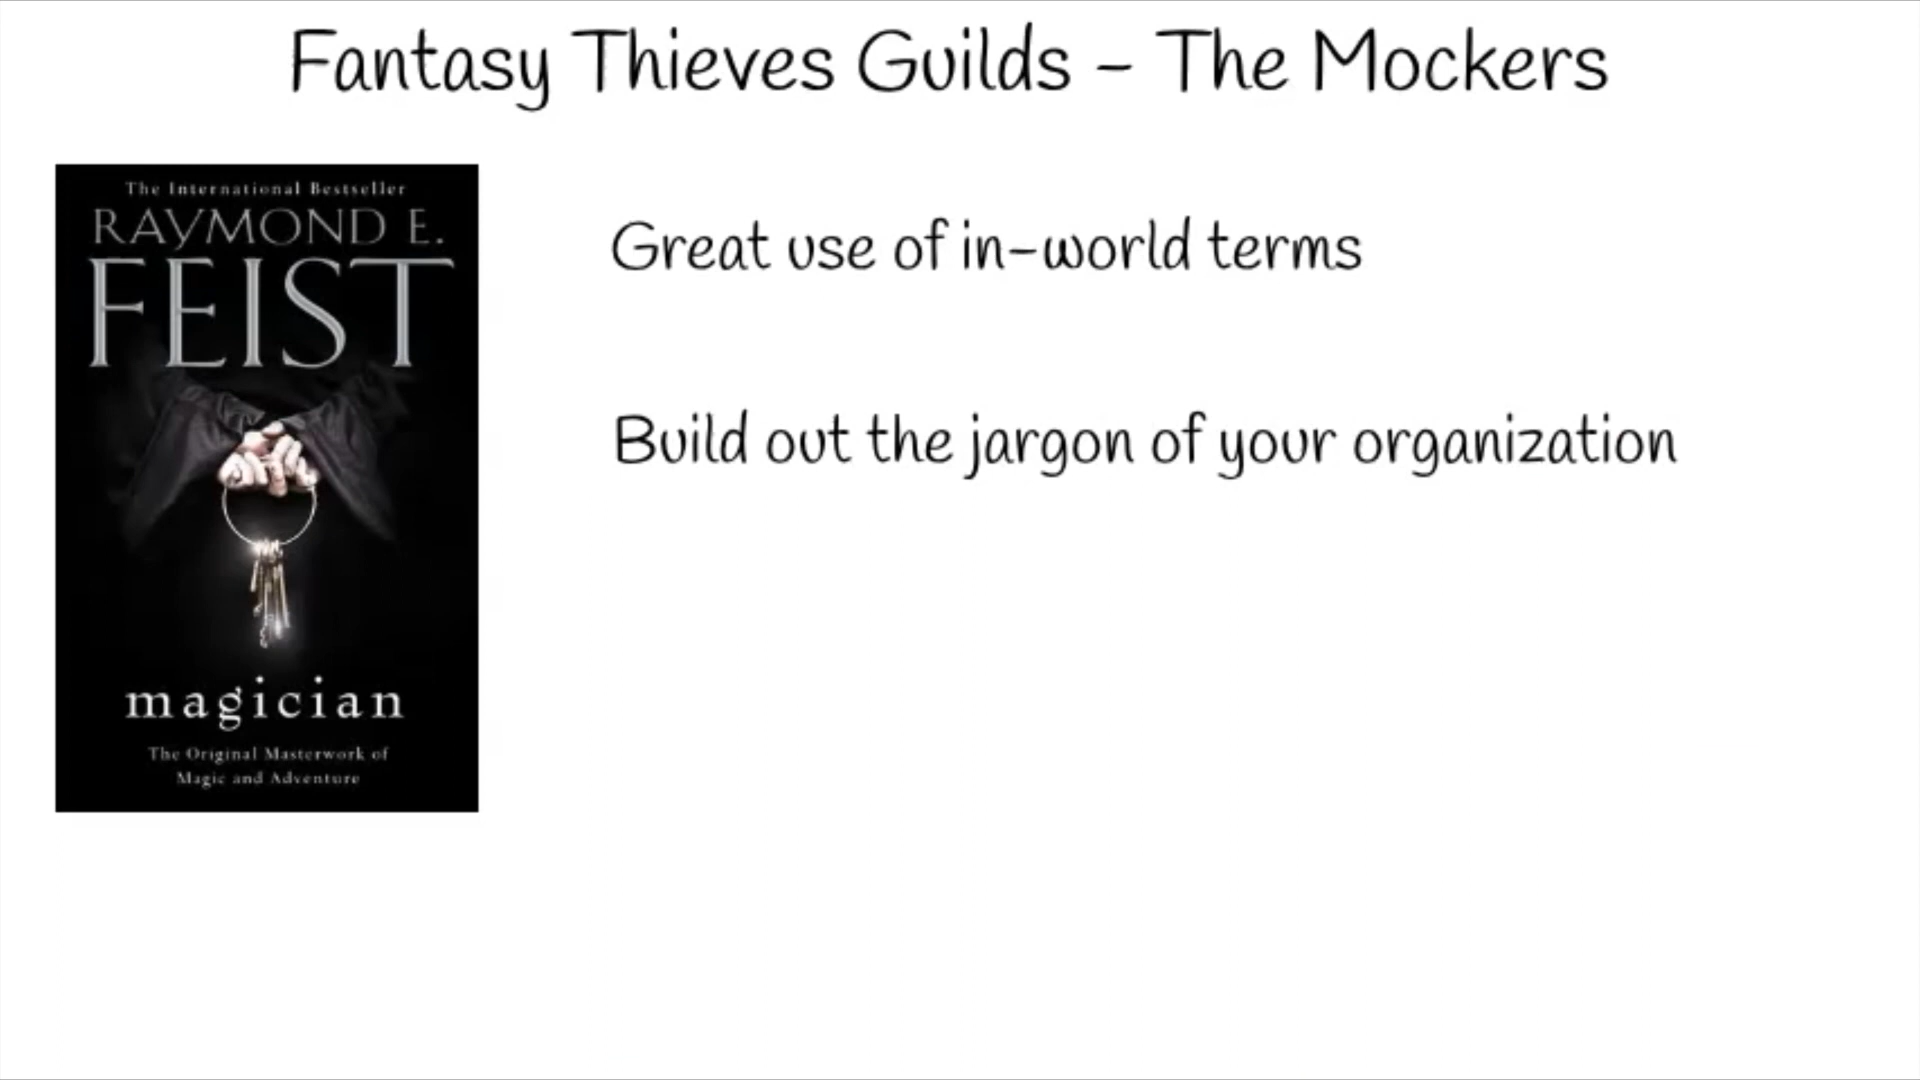 Fantasy Thieves Guilds - The Mockers
The International Bestseller
RAYMOND E.
FEIST
magician
The Original Masterwork of
Magic and Adventure
Great use of in-world terms
Build out the jargon of your organization